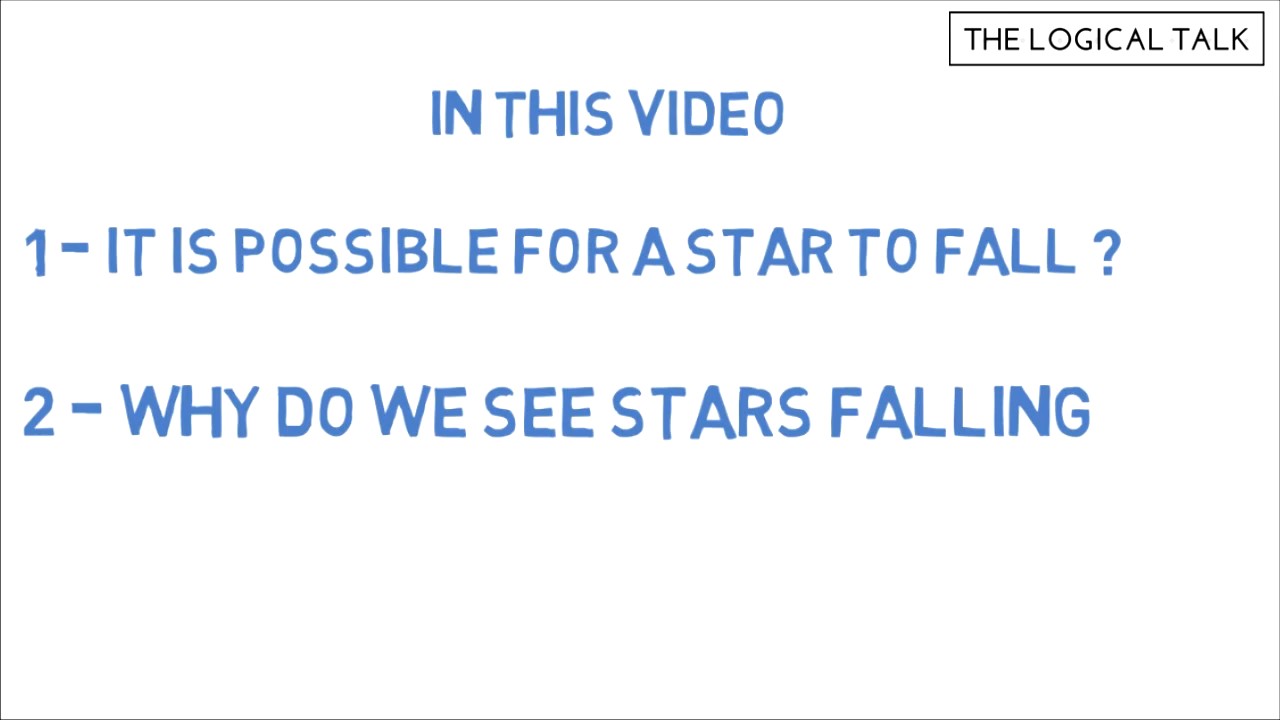 THE LOGICAL TALK
IN THIS VIDEO
1 - IT IS POSSIBLE FOR A STAR TO FALL ?
2 - WHY DO WE SEE STARS FALLING